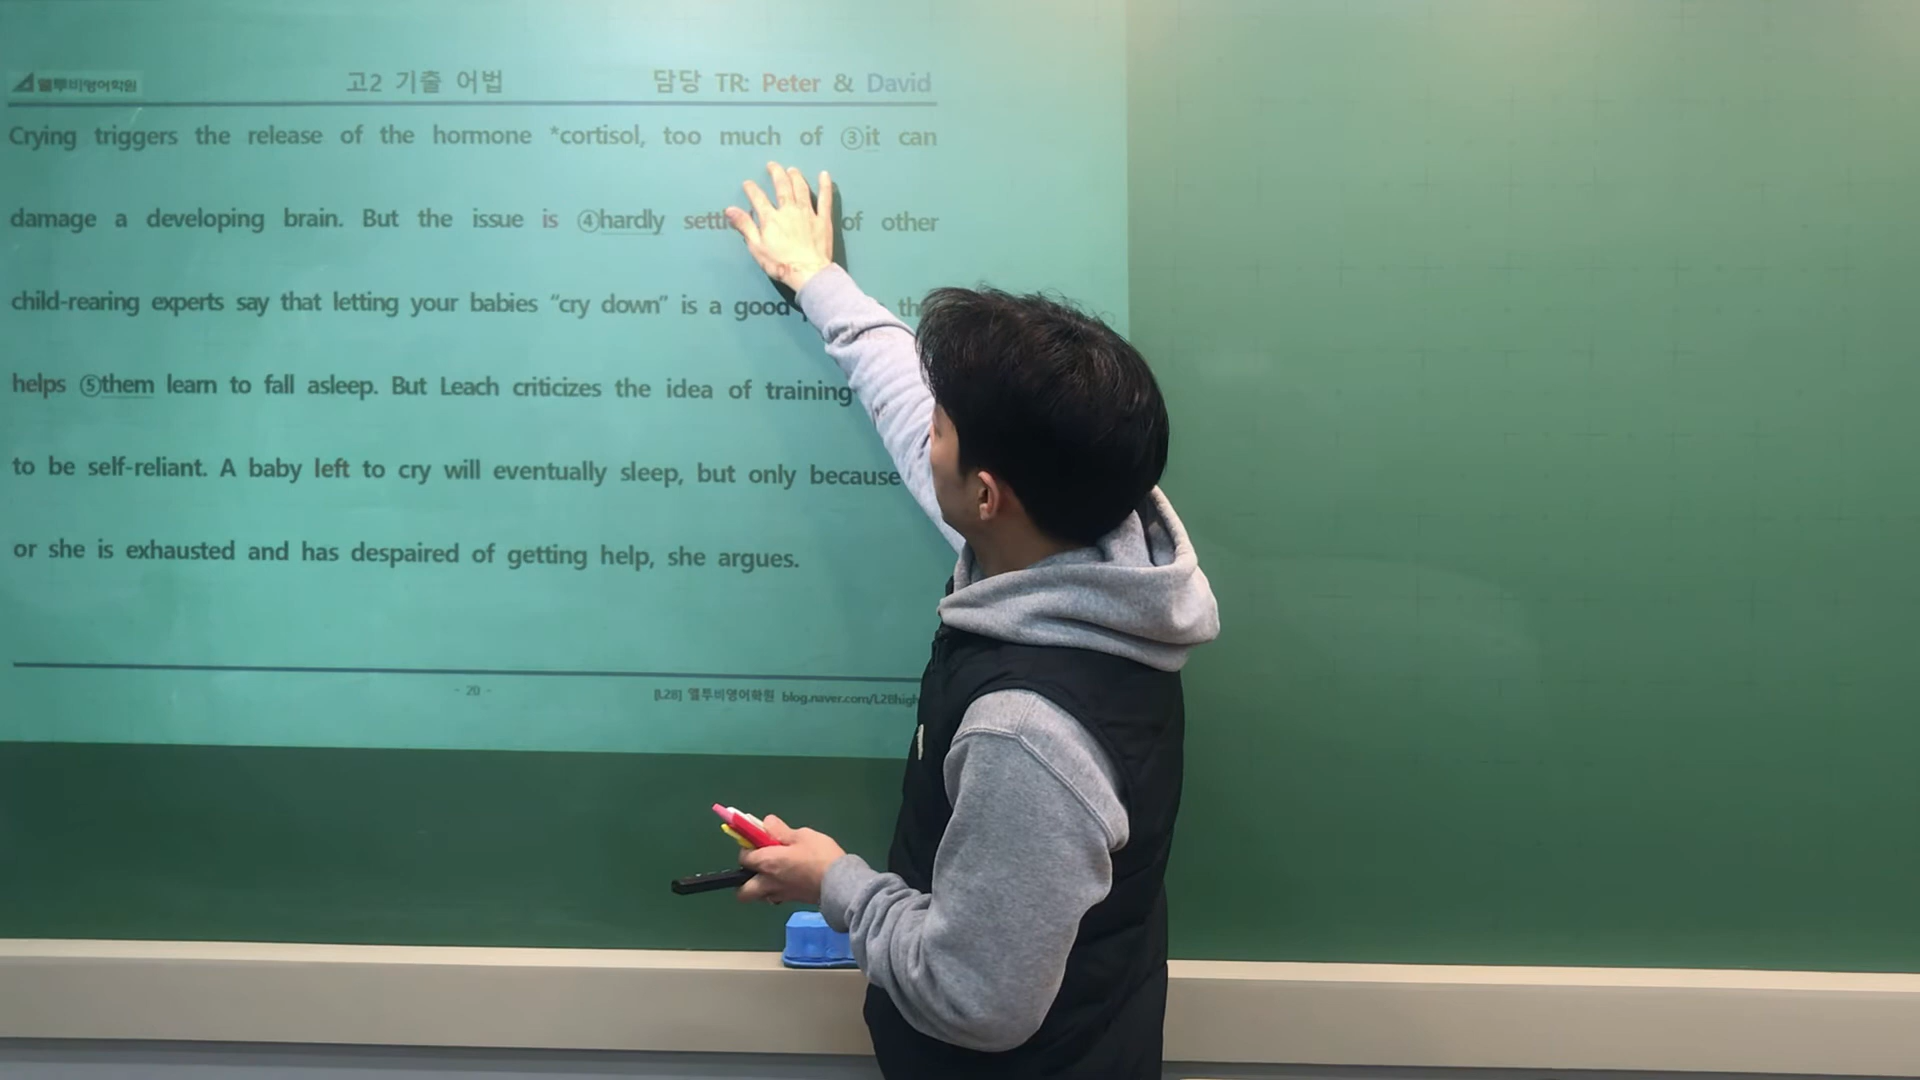 엘투비영어학원 고2 기출 어법 담당 TR: Peter & David
Crying triggers the release of the hormone *cortisol, too much of ③it can
damage a developing brain. But the issue is ④hardly of other
child-rearing experts say that letting your babies “cry down” is a good
helps ⑤them learn to fall asleep. But Leach criticizes the idea of training
to be self-reliant. A baby left to cry will eventually sleep, but only because
or she is exhausted and has despaired of getting help, she argues.
- 20 - [L28] 엘투비영어학원 blog.naver.com/L28high